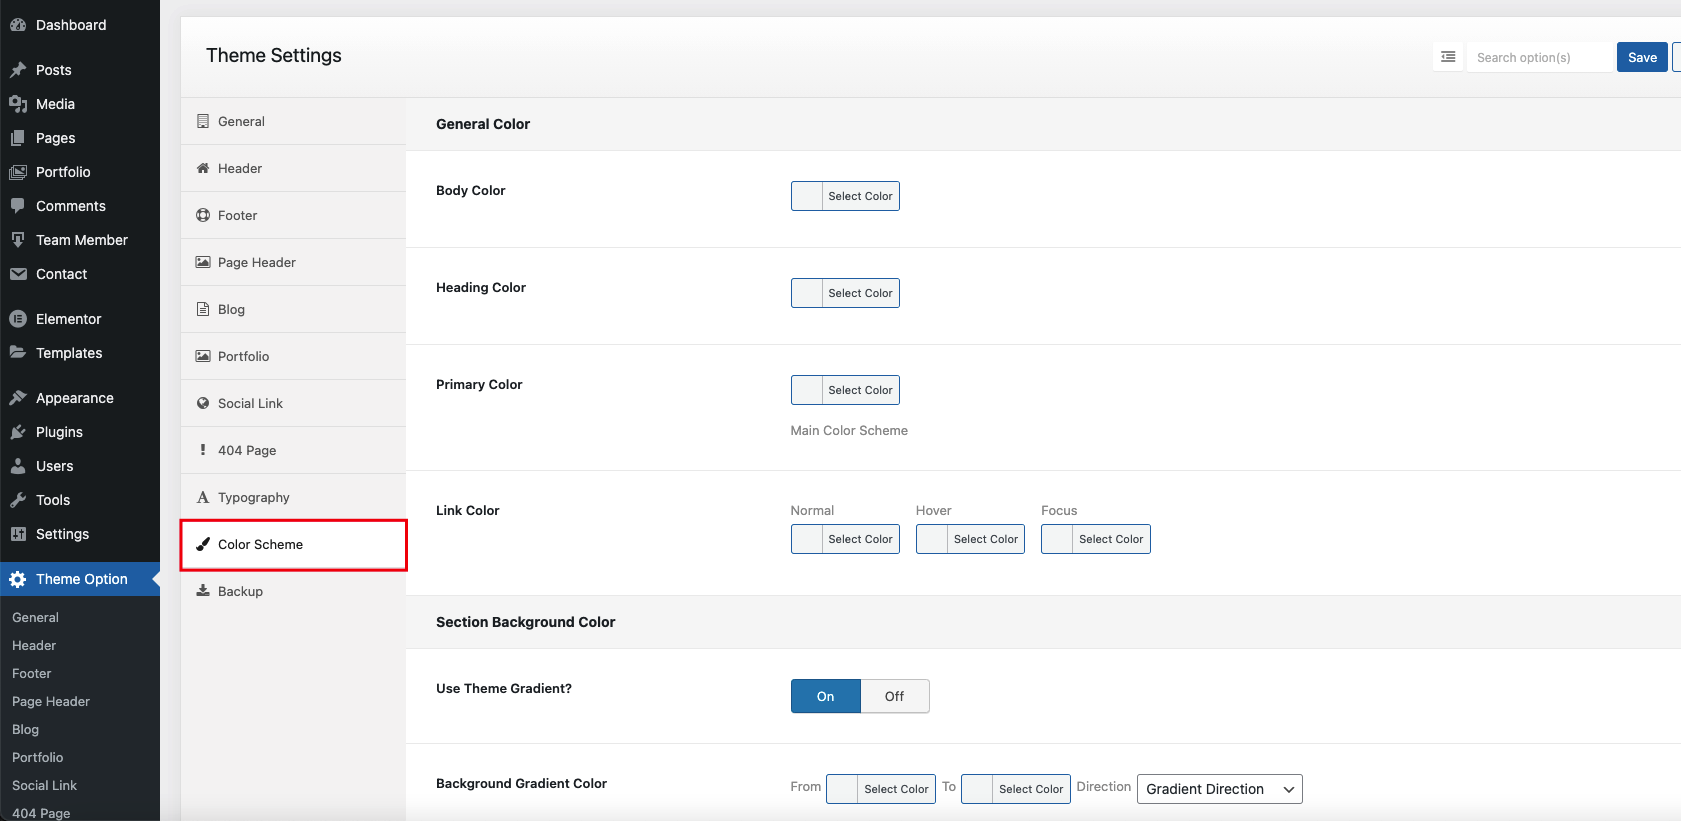 Dashboard
Posts
Media
Pages
Portfolio
Comments
Team Member
Contact
Elementor
Templates
Appearance
Plugins
Users
Tools
Settings
Theme Option
General
Header
Footer
Page Header
Blog
Portfolio
Social Link
404 Page
Theme Settings
Search option(s)
Save
General
Header
Footer
Page Header
Blog
Portfolio
Social Link
404 Page
Typography
Color Scheme
Backup
General Color
Body Color
Select Color
Heading Color
Select Color
Primary Color
Select Color
Main Color Scheme
Link Color
Normal Hover Focus
Select Color Select Color Select Color
Section Background Color
Use Theme Gradient?
On Off
Background Gradient Color
From Select Color To Select Color Direction Gradient Direction